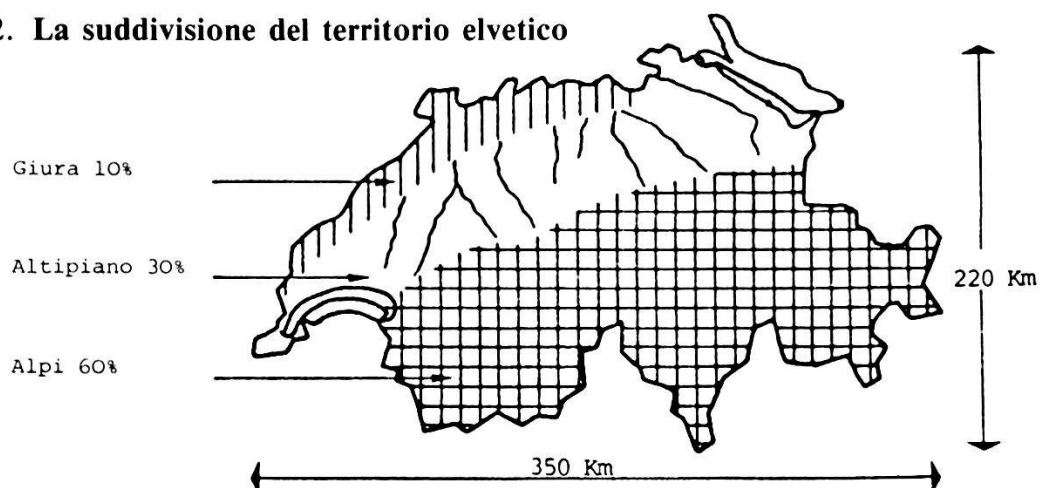 2. La suddivisione del territorio elvetico
Giura 10%
Altipiano 30%
220 Km
Alpi 60%
350 Km